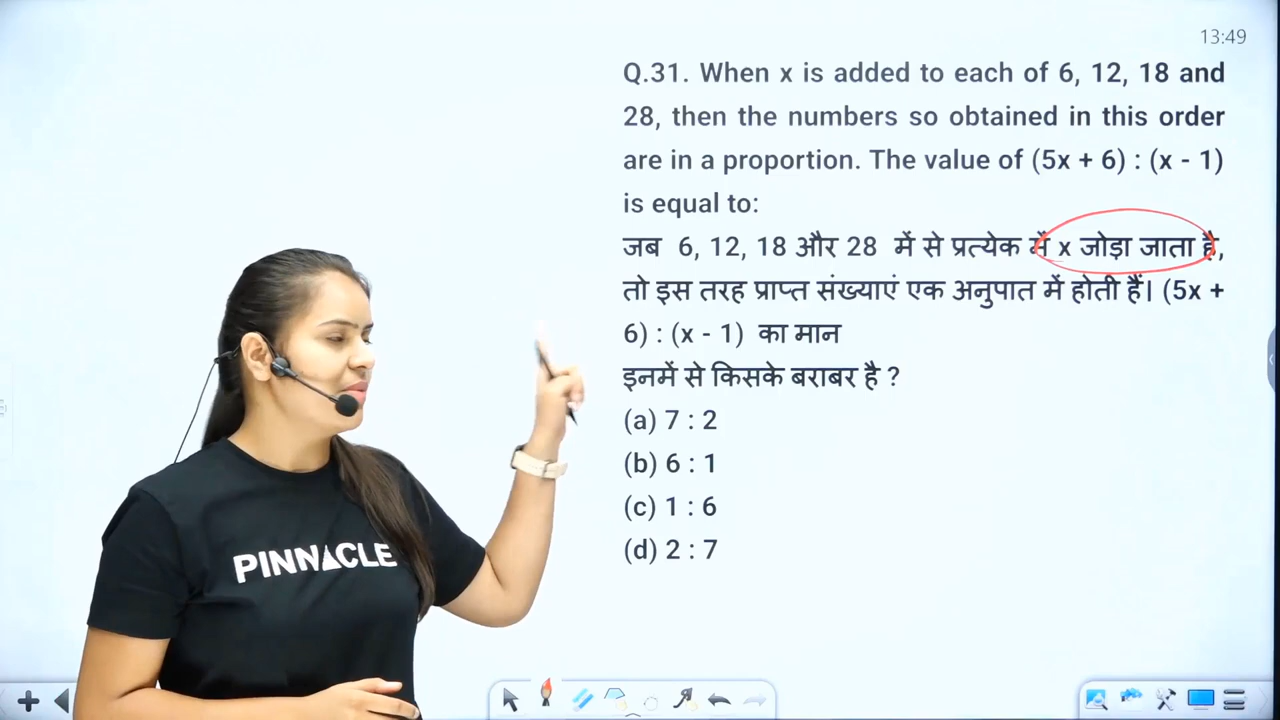 13:49
Q.31. When x is added to each of 6, 12, 18 and
28, then the numbers so obtained in this order
are in a proportion. The value of (5x + 6) : (x - 1)
is equal to:
जब 6, 12, 18 और 28 में से प्रत्येक में x जोड़ा जाता है,
तो इस तरह प्राप्त संख्याएं एक अनुपात में होती हैं। (5x +
6) : (x - 1) का मान
इनमें से किसके बराबर है ?
(a) 7 : 2
(b) 6 : 1
(c) 1 : 6
(d) 2 : 7
PINNACLE